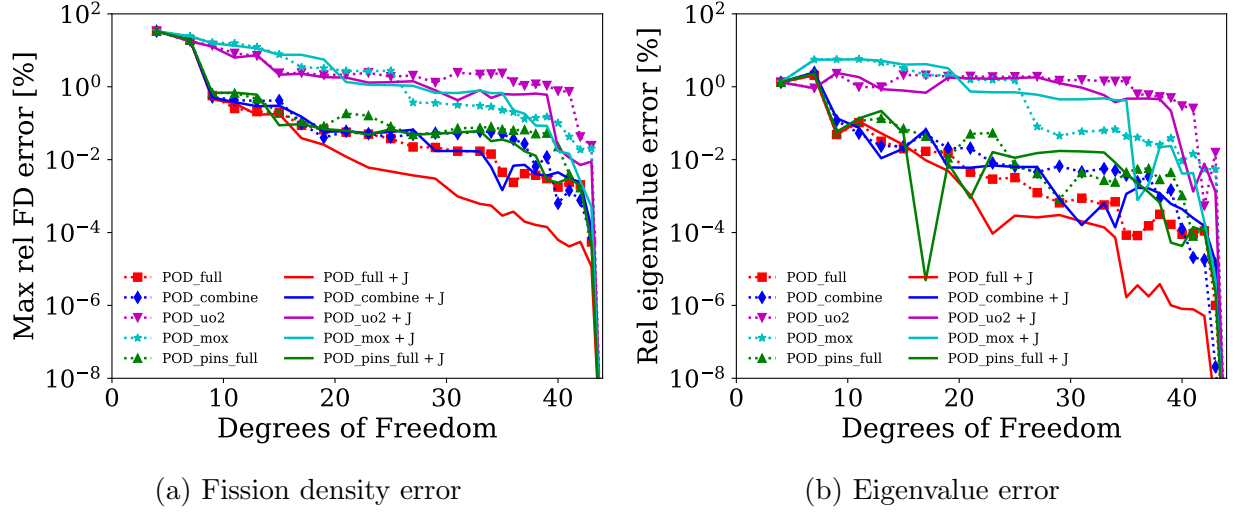 Max rel FD error [%]
10^2
10^0
10^−2
10^−4
10^−6
10^−8
POD_full
POD_combine
POD_uo2
POD_mox
POD_pins_full
POD_full + J
POD_combine + J
POD_uo2 + J
POD_mox + J
POD_pins_full + J
0 10 20 30 40
Degrees of Freedom
(a) Fission density error
Rel eigenvalue error [%]
10^2
10^0
10^−2
10^−4
10^−6
10^−8
POD_full
POD_combine
POD_uo2
POD_mox
POD_pins_full
POD_full + J
POD_combine + J
POD_uo2 + J
POD_mox + J
POD_pins_full + J
0 10 20 30 40
Degrees of Freedom
(b) Eigenvalue error